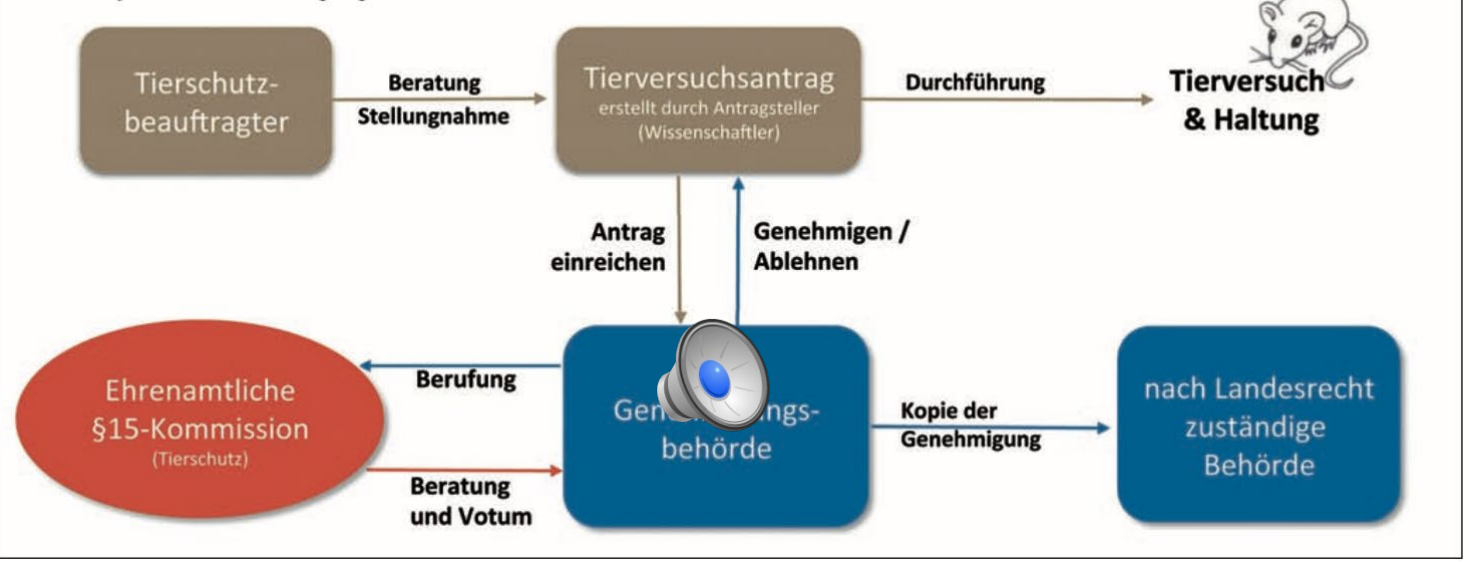 Tierschutz-
beauftragter
Beratung
Stellungnahme
Tierversuchsantrag
erstellt durch Antragsteller
(Wissenschaftler)
Durchführung
Tierversuch
& Haltung
Antrag
einreichen
Genehmigen /
Ablehnen
Ehrenamtliche
§15-Kommission
(Tierschutz)
Berufung
Beratung
und Votum
behörde
Kopie der
Genehmigung
nach Landesrecht
zuständige
Behörde